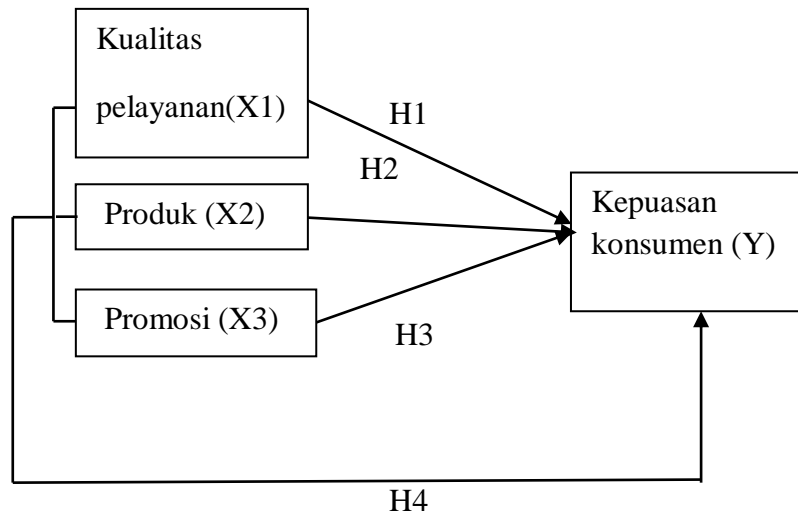 Kualitas
pelayanan(X1)
H1
H2
Produk (X2)
Kepuasan
konsumen (Y)
Promosi (X3)
H3
H4